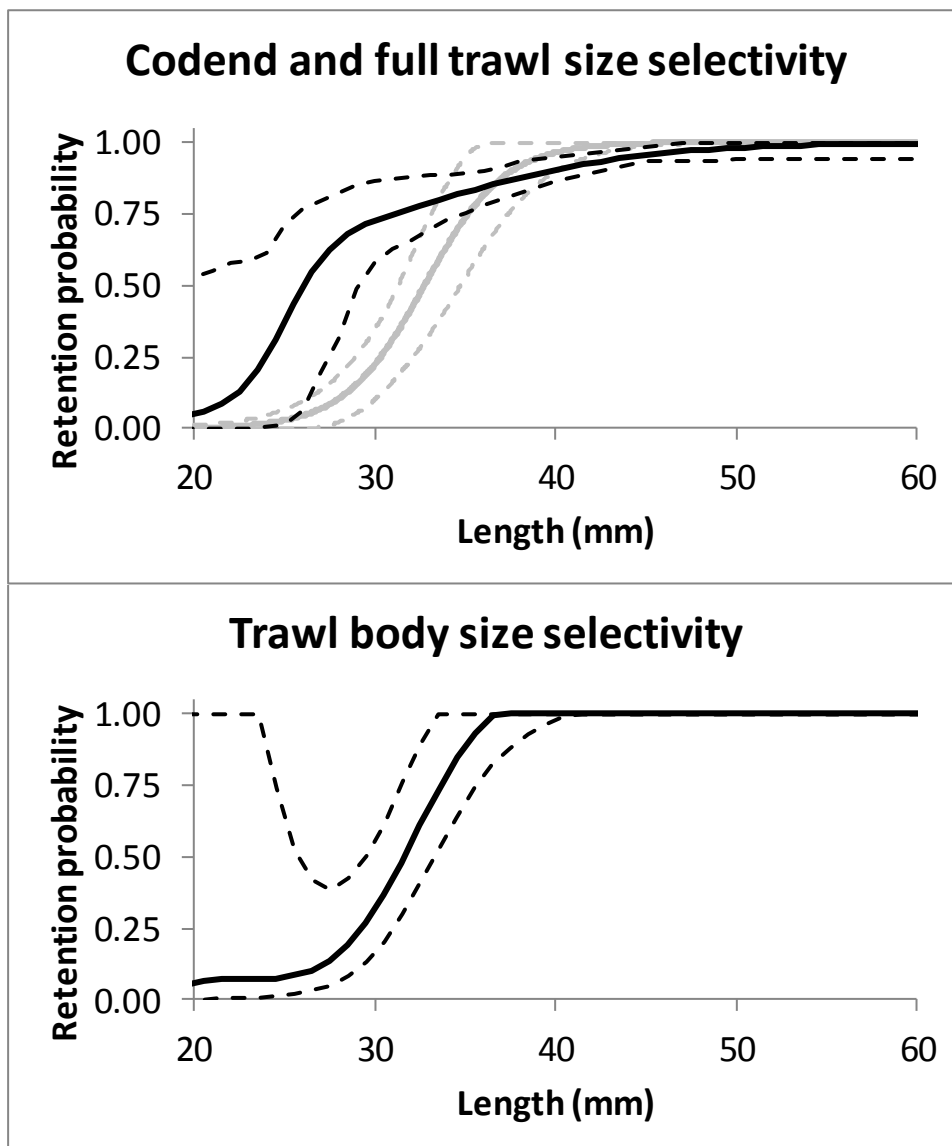 Codend and full trawl size selectivity
Retention probability
1.00
0.75
0.50
0.25
0.00
20 30 40 50 60
Length (mm)
Trawl body size selectivity
Retention probability
1.00
0.75
0.50
0.25
0.00
20 30 40 50 60
Length (mm)